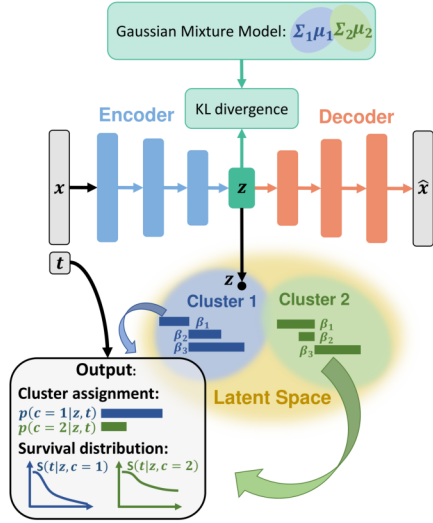 Gaussian Mixture Model: Σ₁μ₁ Σ₂μ₂
KL divergence
Encoder
Decoder
x
z
x̂
t
z
Cluster 1
Cluster 2
β₁
β₂
β₃
β₁
β₂
β₃
Latent Space
Output:
Cluster assignment:
p(c = 1|z, t)
p(c = 2|z, t)
Survival distribution:
S(t|z, c = 1)
S(t|z, c = 2)